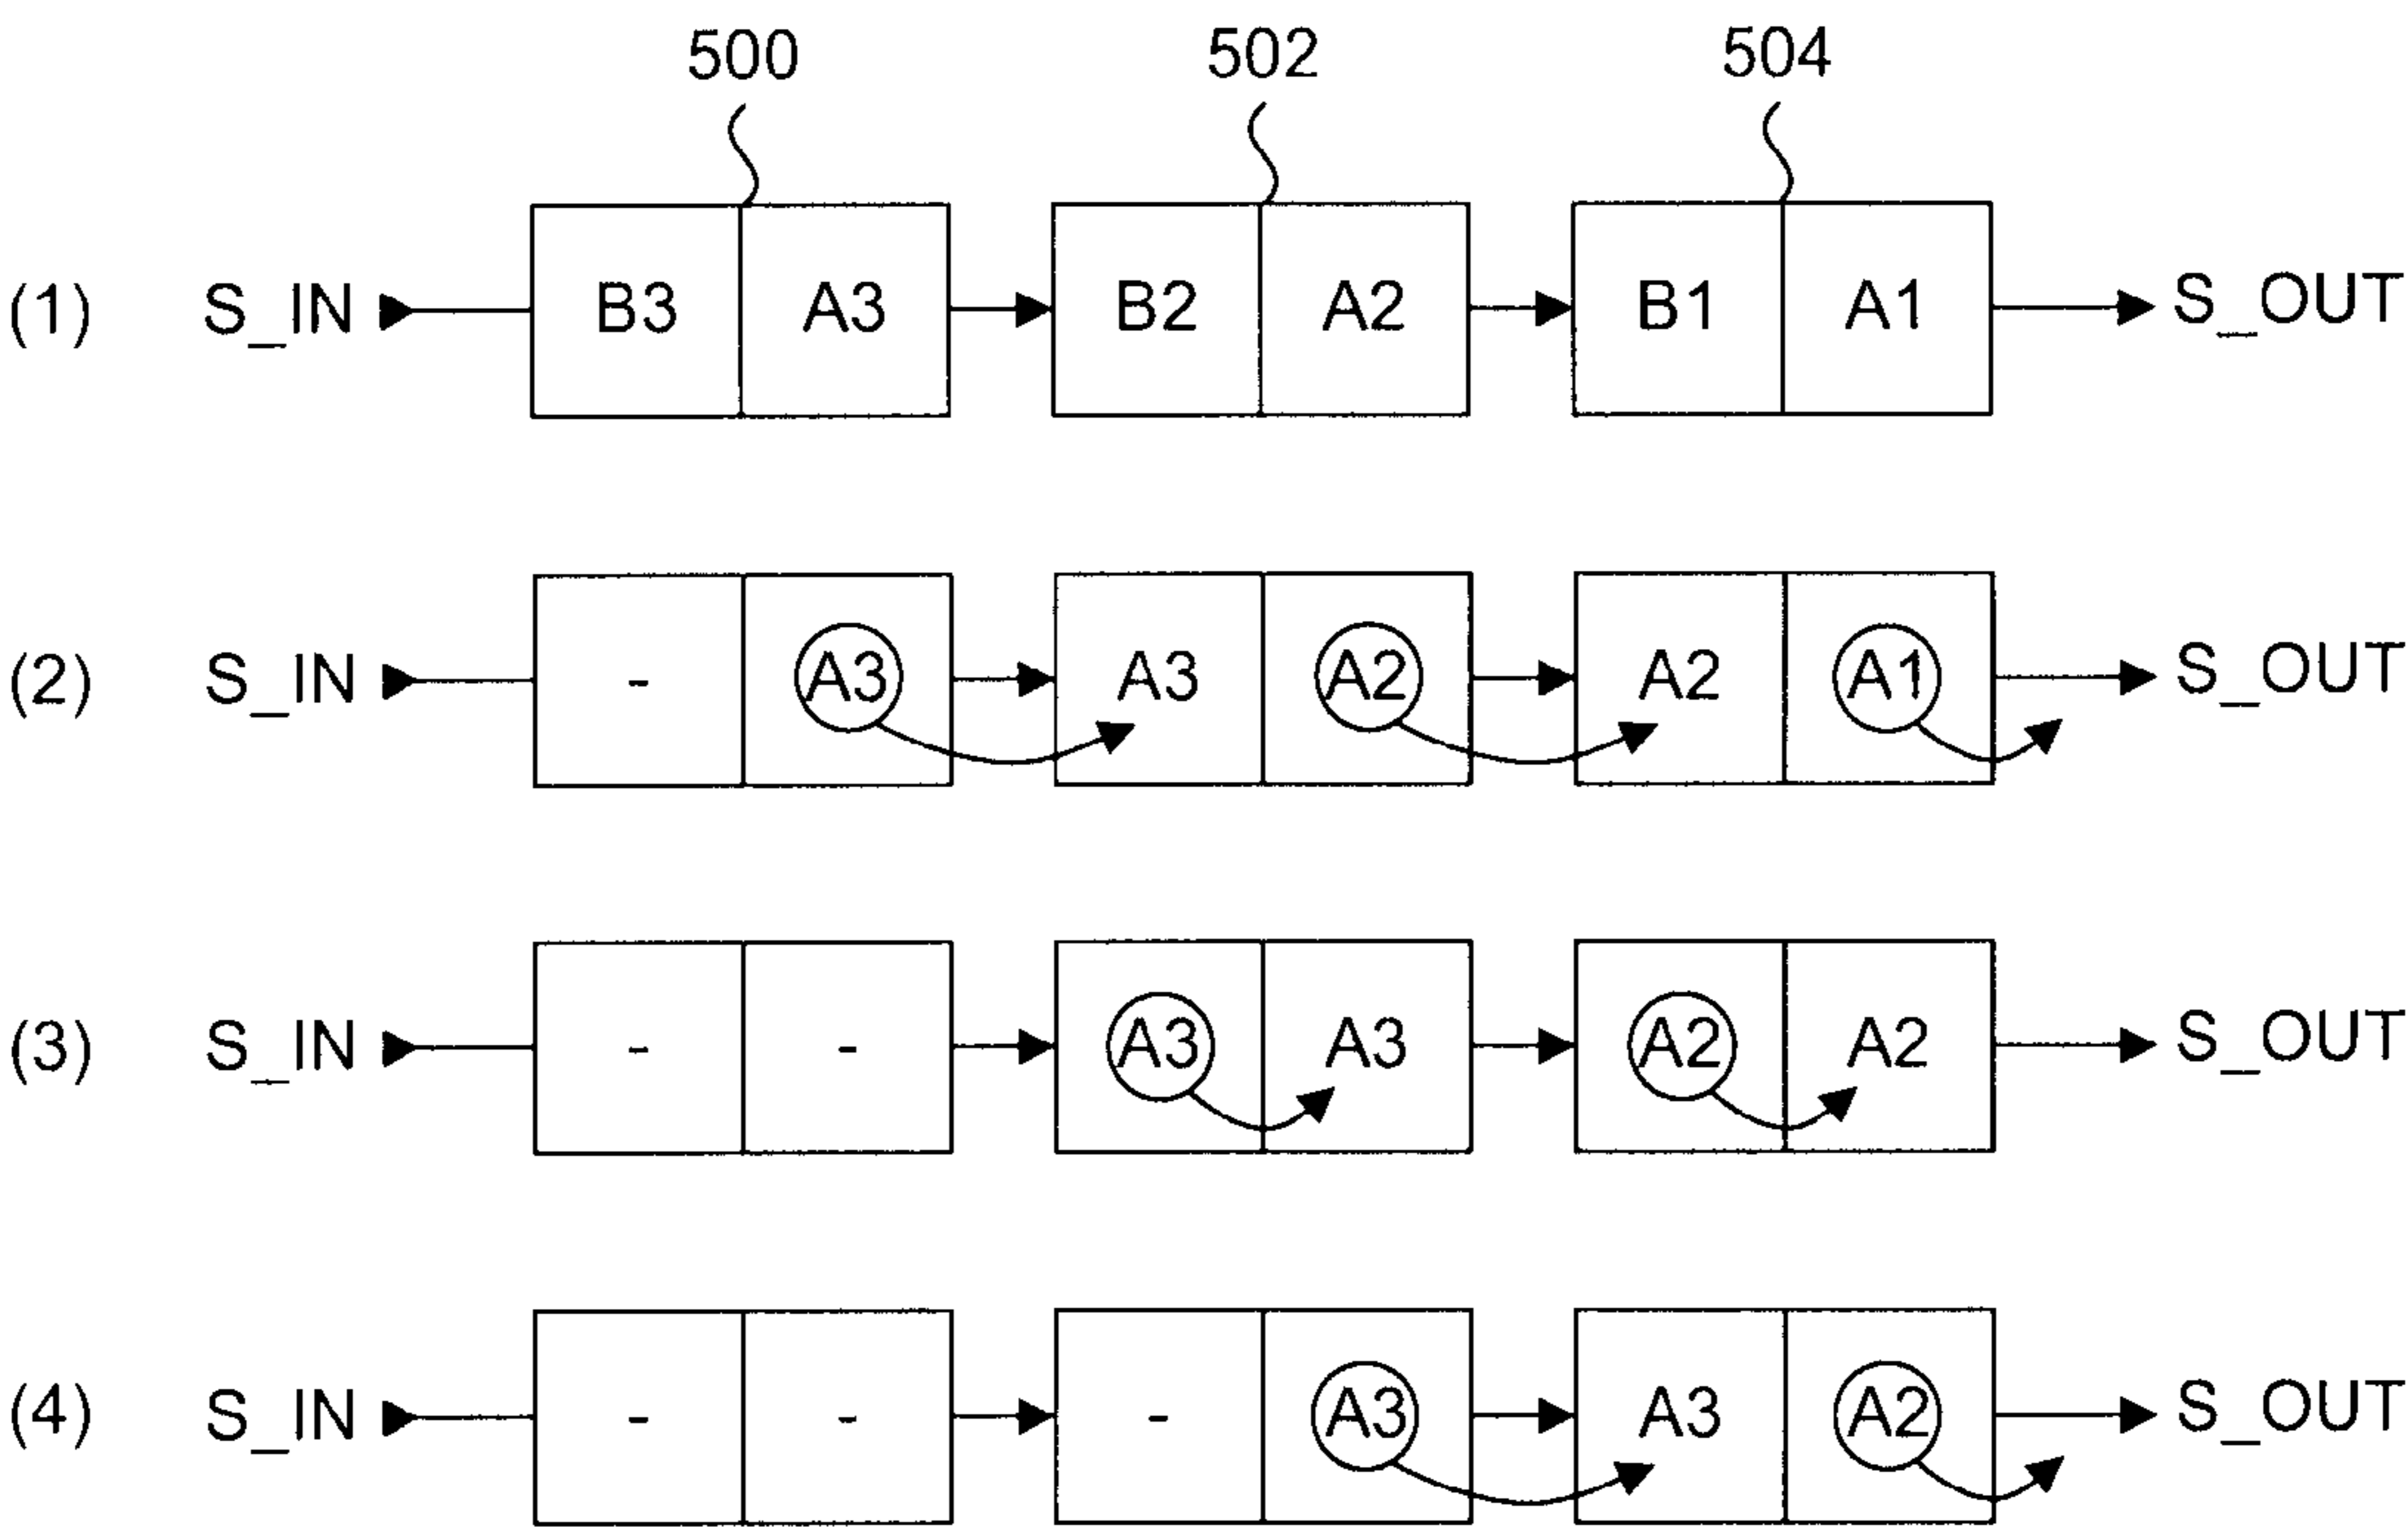 500 502 504
(1) S_IN B3 A3 B2 A2 B1 A1 S_OUT
(2) S_IN - A3 A3 A2 A2 A1 S_OUT
(3) S_IN - - A3 A3 A2 A2 S_OUT
(4) S_IN - - - A3 A3 A2 S_OUT